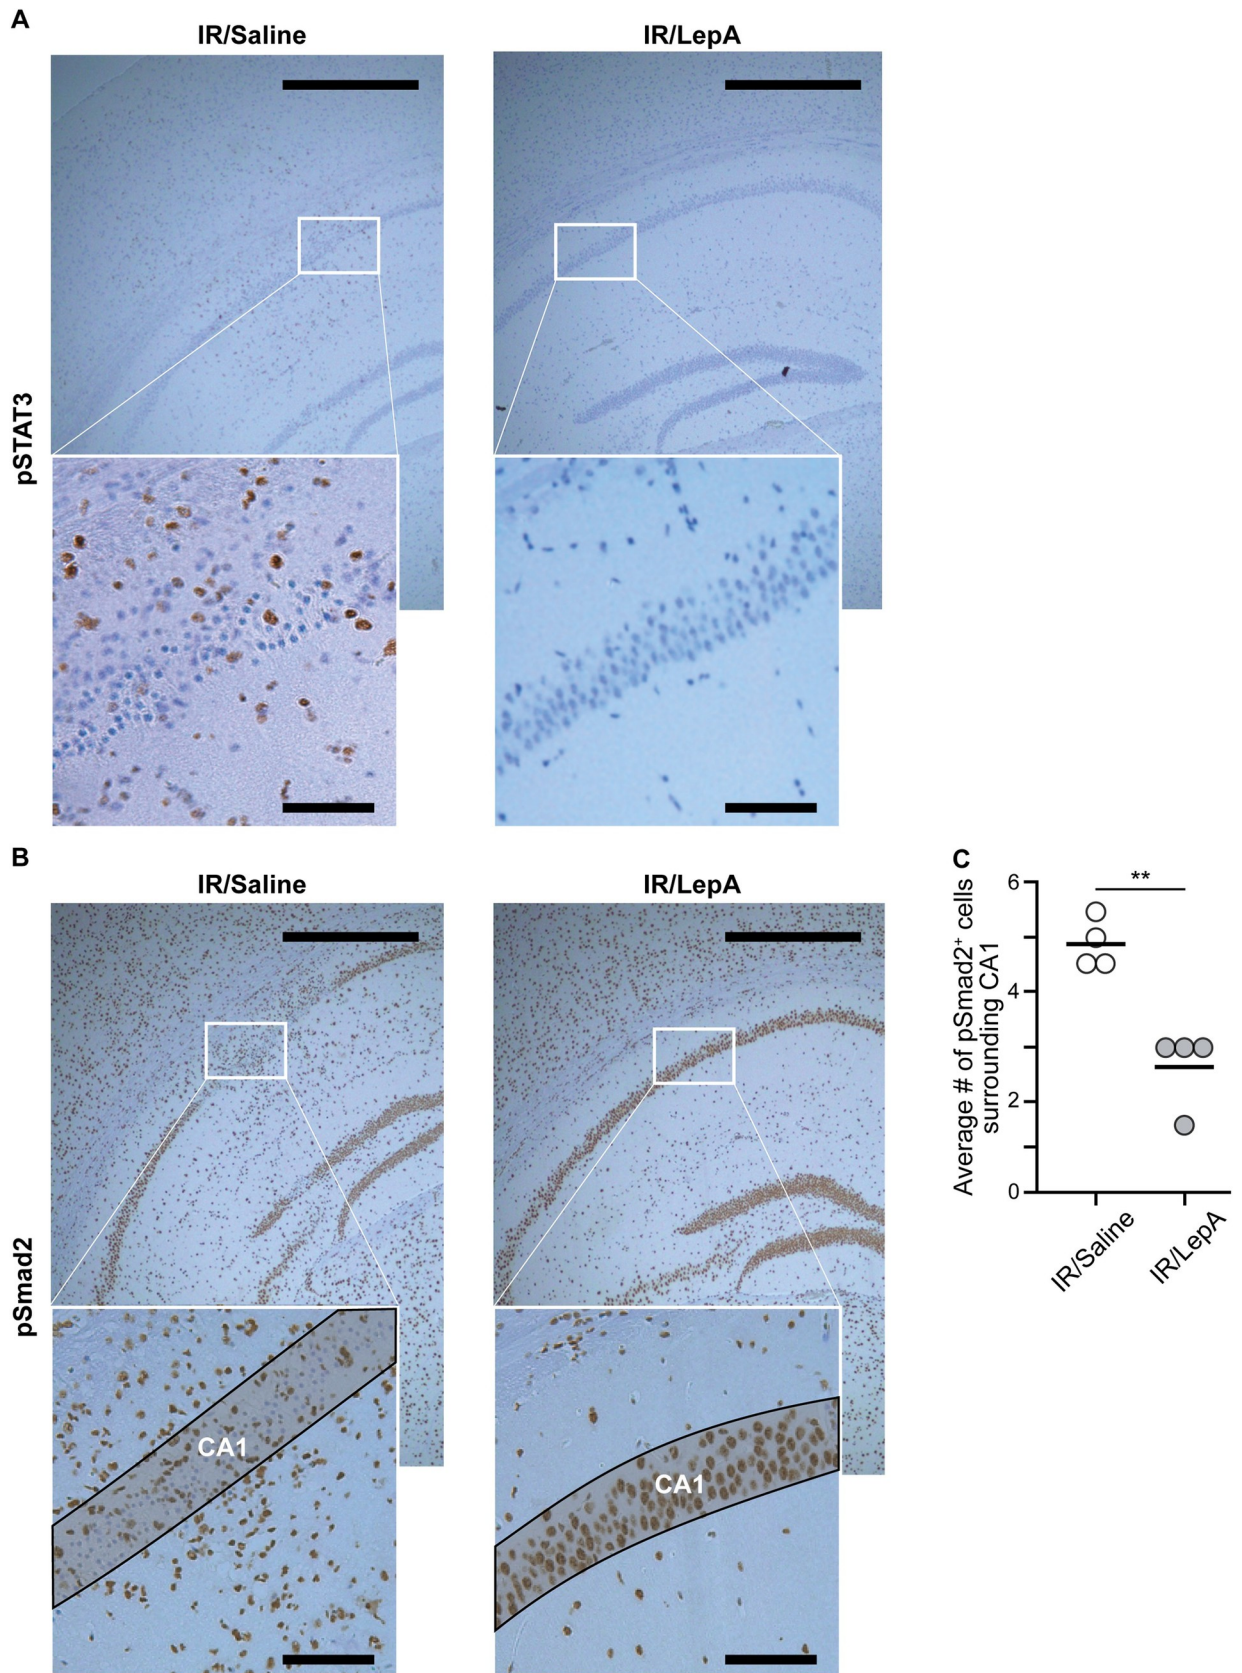 A
IR/Saline
IR/LepA
pSTAT3
B
IR/Saline
IR/LepA
pSmad2
CA1
CA1
C
Average # of pSmad2⁺ cells
surrounding CA1
**
6
4
2
0
IR/Saline
IR/LepA